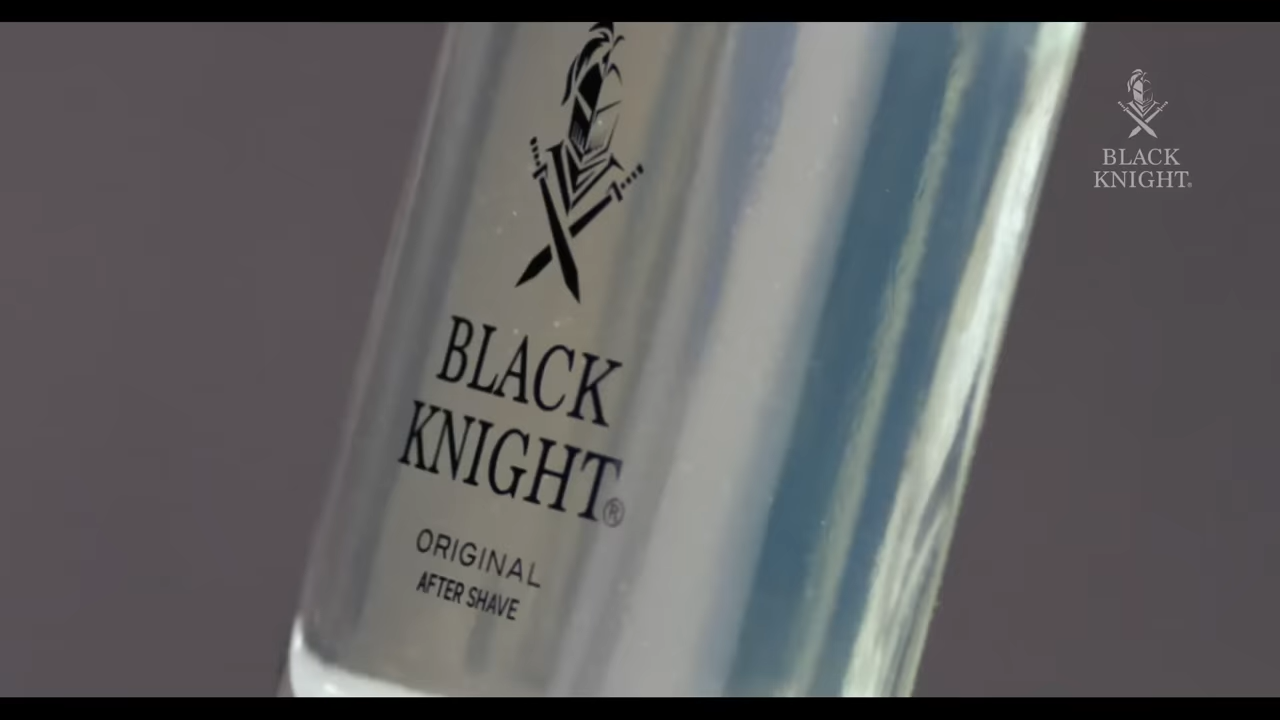 BLACK
KNIGHT®
ORIGINAL
AFTER SHAVE
BLACK
KNIGHT®